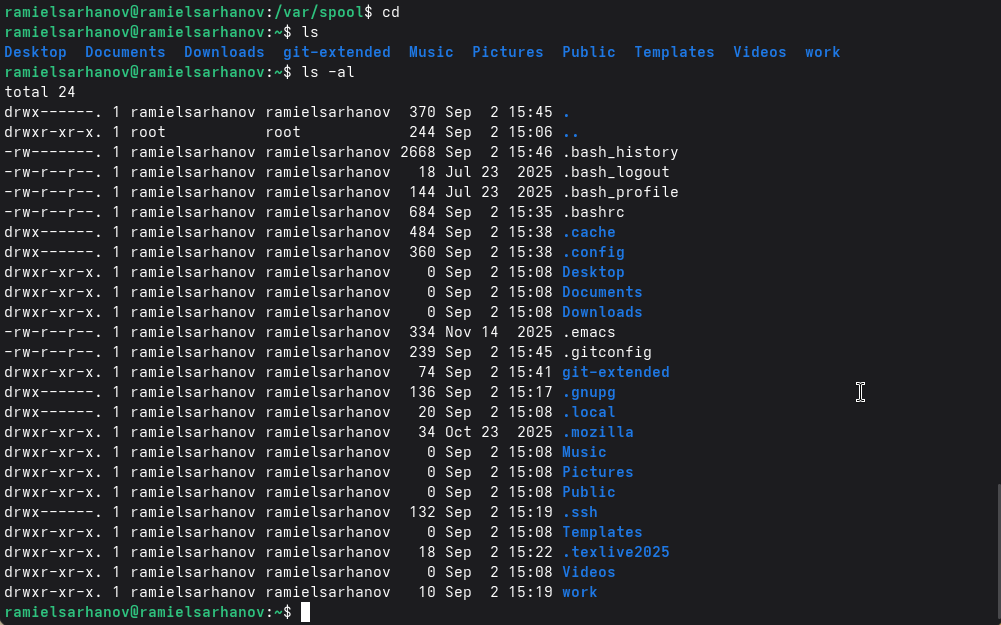 ramielsarhanov@ramielsarhanov:/var/spool$ cd
ramielsarhanov@ramielsarhanov:~$ ls
Desktop  Documents  Downloads  git-extended  Music  Pictures  Public  Templates  Videos  work
ramielsarhanov@ramielsarhanov:~$ ls -al
total 24
drwx------. 1 ramielsarhanov ramielsarhanov  370 Sep  2 15:45 .
drwxr-xr-x. 1 root           root            244 Sep  2 15:06 ..
-rw-------. 1 ramielsarhanov ramielsarhanov 2668 Sep  2 15:46 .bash_history
-rw-r--r--. 1 ramielsarhanov ramielsarhanov   18 Jul 23  2025 .bash_logout
-rw-r--r--. 1 ramielsarhanov ramielsarhanov  144 Jul 23  2025 .bash_profile
-rw-r--r--. 1 ramielsarhanov ramielsarhanov  684 Sep  2 15:35 .bashrc
drwx------. 1 ramielsarhanov ramielsarhanov  484 Sep  2 15:38 .cache
drwx------. 1 ramielsarhanov ramielsarhanov  360 Sep  2 15:38 .config
drwxr-xr-x. 1 ramielsarhanov ramielsarhanov    0 Sep  2 15:08 Desktop
drwxr-xr-x. 1 ramielsarhanov ramielsarhanov    0 Sep  2 15:08 Documents
drwxr-xr-x. 1 ramielsarhanov ramielsarhanov    0 Sep  2 15:08 Downloads
-rw-r--r--. 1 ramielsarhanov ramielsarhanov  334 Nov 14  2025 .emacs
-rw-r--r--. 1 ramielsarhanov ramielsarhanov  239 Sep  2 15:45 .gitconfig
drwxr-xr-x. 1 ramielsarhanov ramielsarhanov   74 Sep  2 15:41 git-extended
drwx------. 1 ramielsarhanov ramielsarhanov  136 Sep  2 15:17 .gnupg
drwx------. 1 ramielsarhanov ramielsarhanov   20 Sep  2 15:08 .local
drwxr-xr-x. 1 ramielsarhanov ramielsarhanov   34 Oct 23  2025 .mozilla
drwxr-xr-x. 1 ramielsarhanov ramielsarhanov    0 Sep  2 15:08 Music
drwxr-xr-x. 1 ramielsarhanov ramielsarhanov    0 Sep  2 15:08 Pictures
drwxr-xr-x. 1 ramielsarhanov ramielsarhanov    0 Sep  2 15:08 Public
drwx------. 1 ramielsarhanov ramielsarhanov  132 Sep  2 15:19 .ssh
drwxr-xr-x. 1 ramielsarhanov ramielsarhanov    0 Sep  2 15:08 Templates
drwxr-xr-x. 1 ramielsarhanov ramielsarhanov   18 Sep  2 15:22 .texlive2025
drwxr-xr-x. 1 ramielsarhanov ramielsarhanov    0 Sep  2 15:08 Videos
drwxr-xr-x. 1 ramielsarhanov ramielsarhanov   10 Sep  2 15:19 work
ramielsarhanov@ramielsarhanov:~$